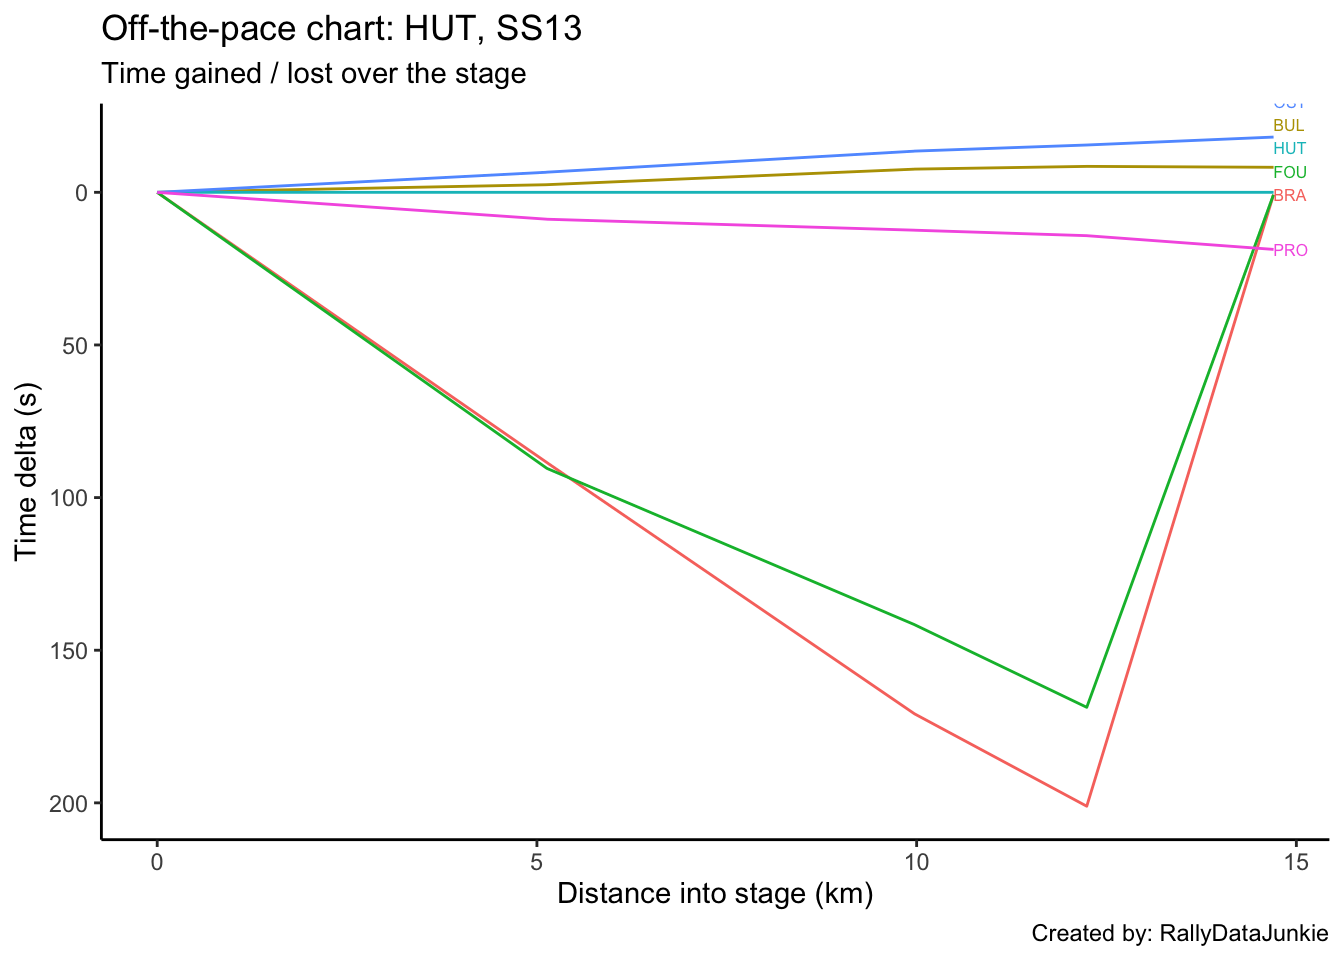 Off-the-pace chart: HUT, SS13
Time gained / lost over the stage
BUL
HUT
FOU
BRA
PRO
0
50
100
150
200
Time delta (s)
0
5
10
15
Distance into stage (km)
Created by: RallyDataJunkie